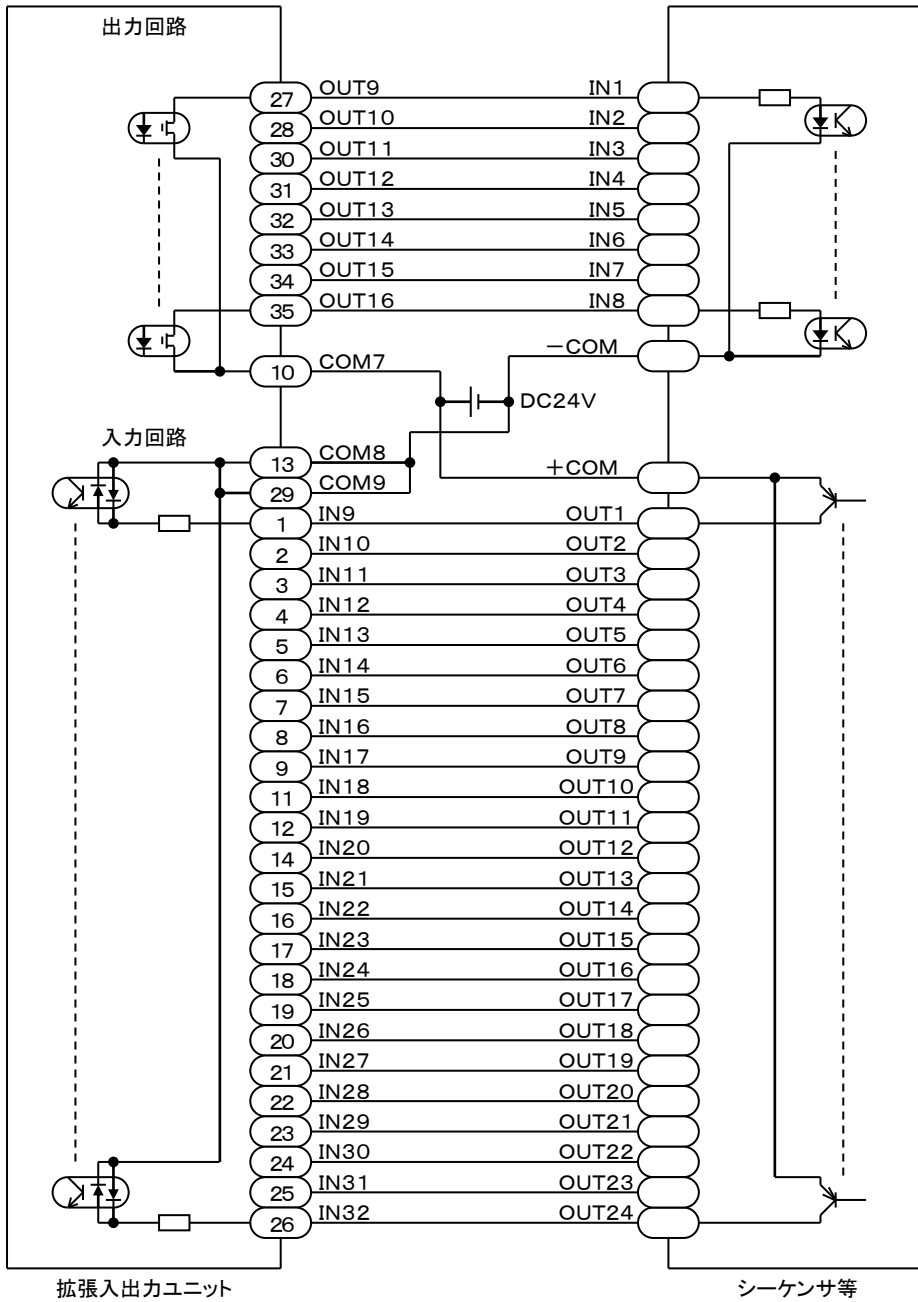 出力回路
27 OUT9 IN1
28 OUT10 IN2
30 OUT11 IN3
31 OUT12 IN4
32 OUT13 IN5
33 OUT14 IN6
34 OUT15 IN7
35 OUT16 IN8
10 COM7 −COM
DC24V
入力回路
13 COM8 +COM
29 COM9
1 IN9 OUT1
2 IN10 OUT2
3 IN11 OUT3
4 IN12 OUT4
5 IN13 OUT5
6 IN14 OUT6
7 IN15 OUT7
8 IN16 OUT8
9 IN17 OUT9
11 IN18 OUT10
12 IN19 OUT11
14 IN20 OUT12
15 IN21 OUT13
16 IN22 OUT14
17 IN23 OUT15
18 IN24 OUT16
19 IN25 OUT17
20 IN26 OUT18
21 IN27 OUT19
22 IN28 OUT20
23 IN29 OUT21
24 IN30 OUT22
25 IN31 OUT23
26 IN32 OUT24
拡張入出力ユニット シーケンサ等